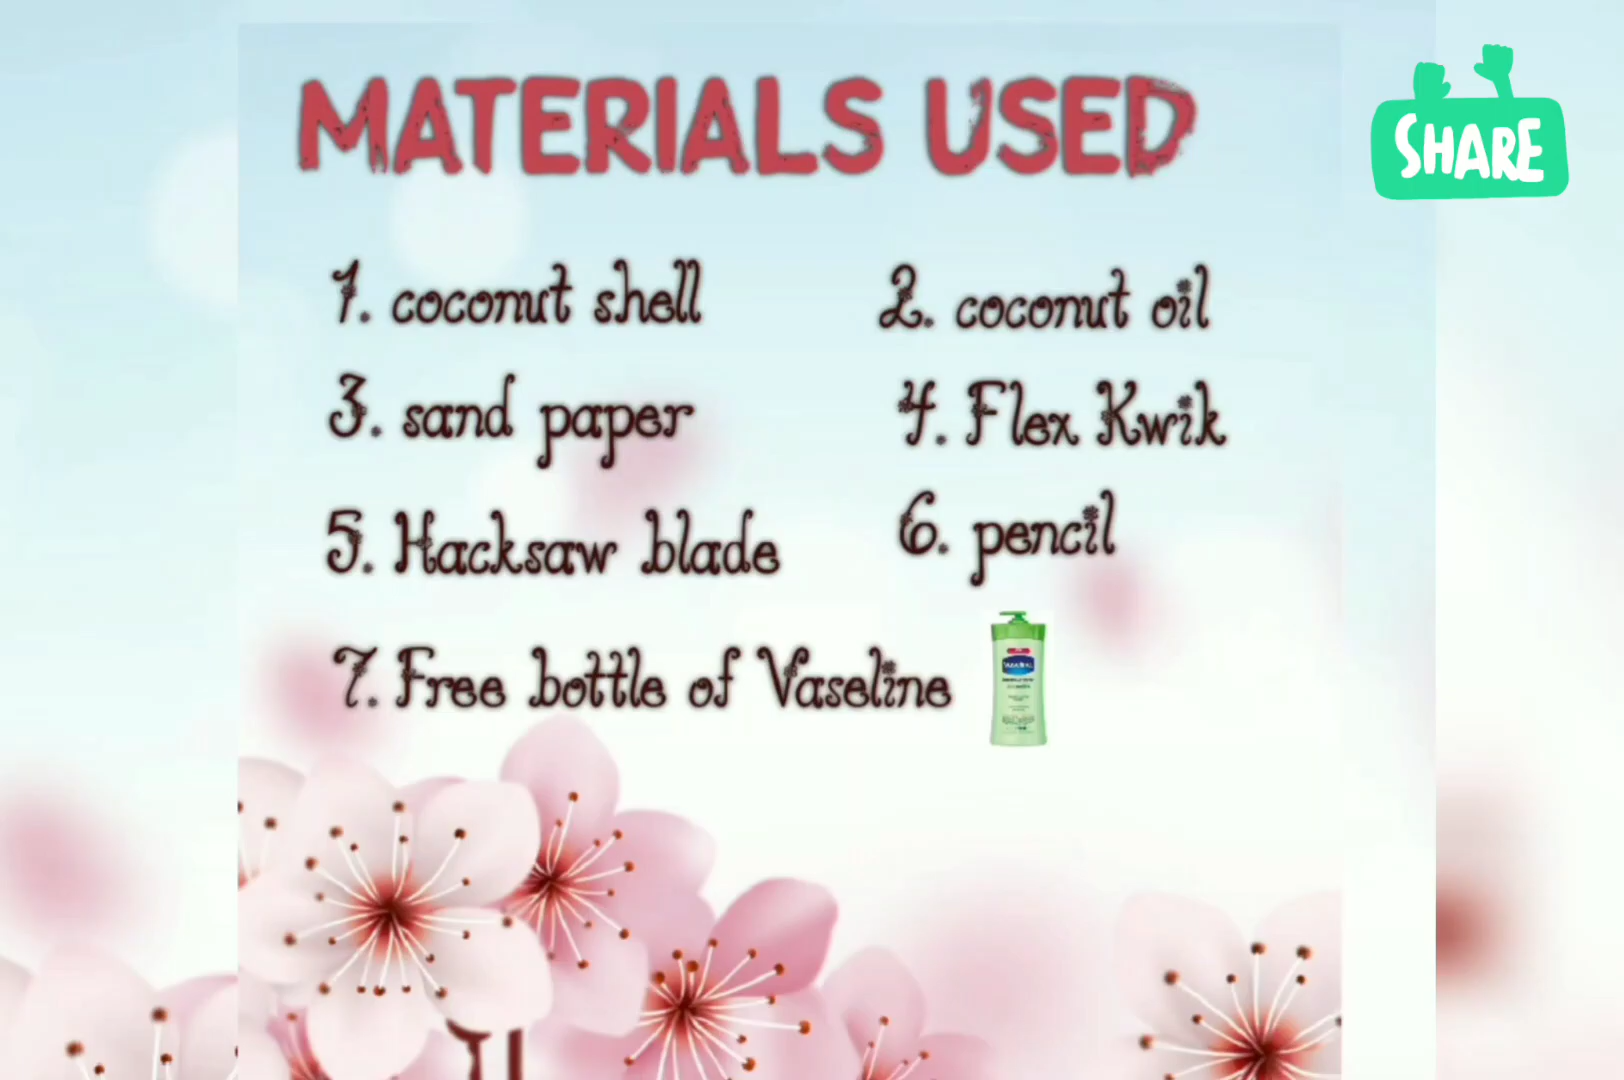 MATERIALS USED
SHARE
1. coconut shell
2. coconut oil
3. sand paper
4. Flex Kwik
5. Hacksaw blade
6. pencil
7. Free bottle of Vaseline